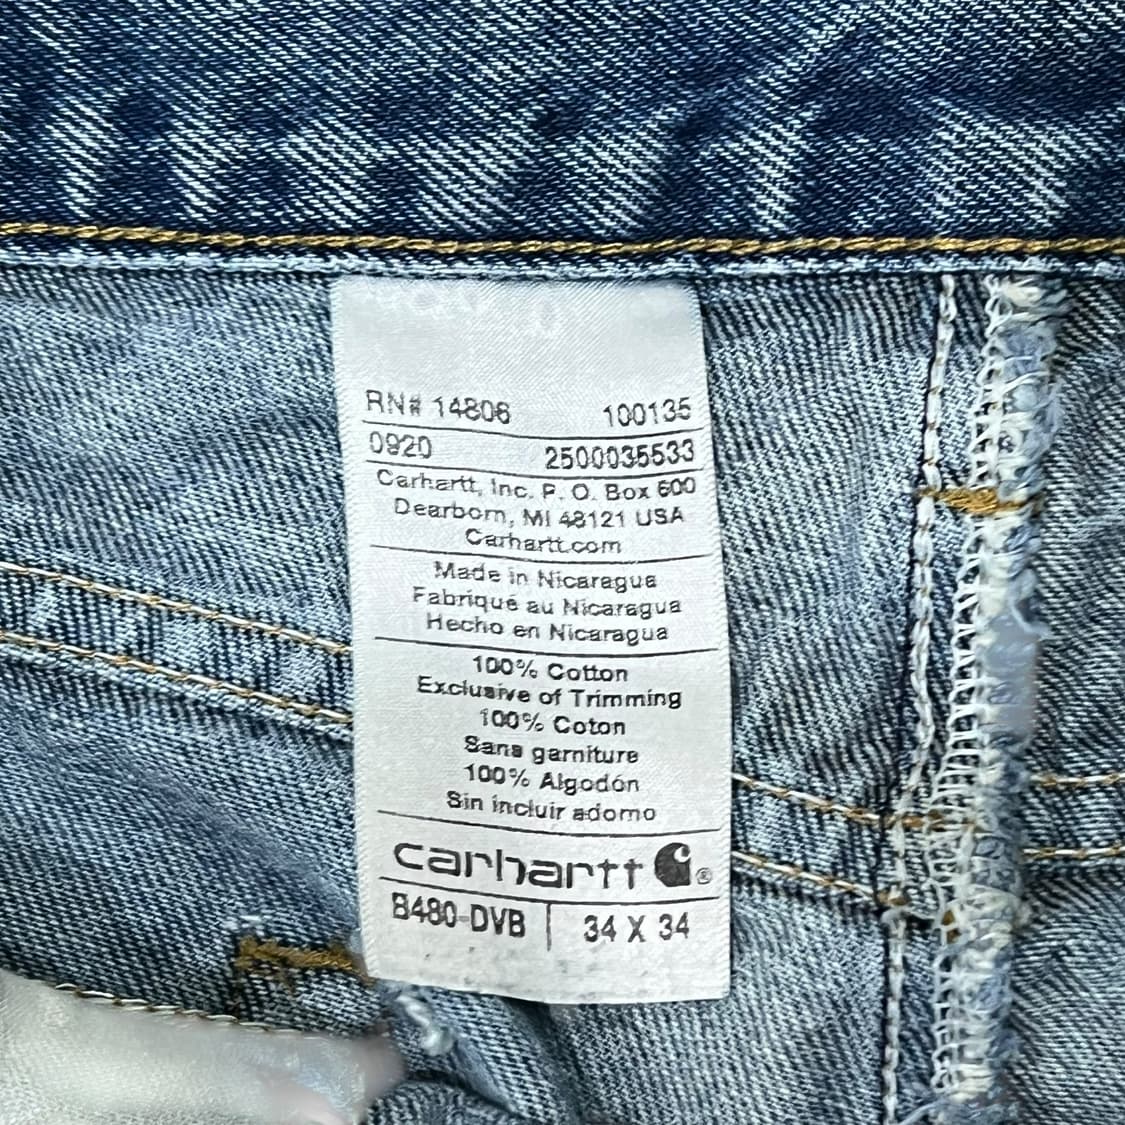 RN# 14806 100135
0920 2500035533
Carhartt, Inc. P. O. Box 600
Dearborn, MI 48121 USA
Carhartt.com
Made in Nicaragua
Fabriqué au Nicaragua
Hecho en Nicaragua
100% Cotton
Exclusive of Trimming
100% Coton
Sans garniture
100% Algodón
Sin incluir adorno
carhartt ®
B480-DVB | 34 X 34